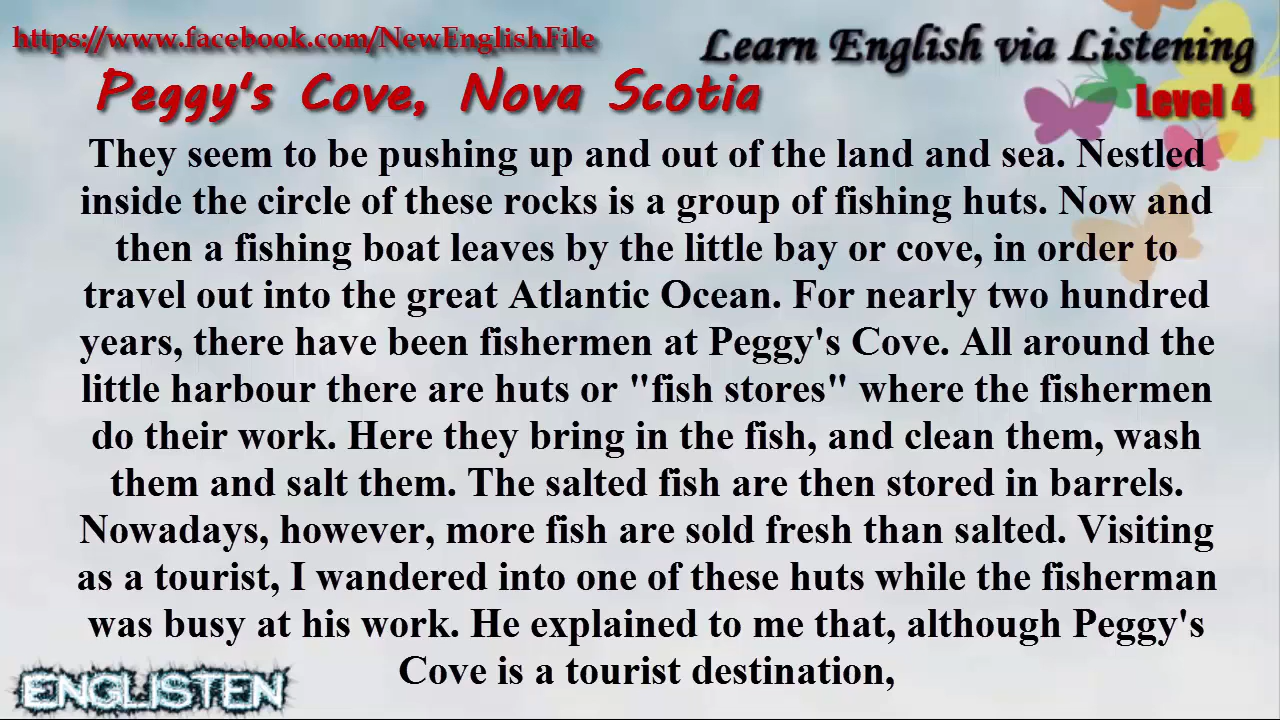 https://www.facebook.com/NewEnglishFile
Learn English via Listening
Peggy's Cove, Nova Scotia
Level 4
They seem to be pushing up and out of the land and sea. Nestled
inside the circle of these rocks is a group of fishing huts. Now and
then a fishing boat leaves by the little bay or cove, in order to
travel out into the great Atlantic Ocean. For nearly two hundred
years, there have been fishermen at Peggy's Cove. All around the
little harbour there are huts or "fish stores" where the fishermen
do their work. Here they bring in the fish, and clean them, wash
them and salt them. The salted fish are then stored in barrels.
Nowadays, however, more fish are sold fresh than salted. Visiting
as a tourist, I wandered into one of these huts while the fisherman
was busy at his work. He explained to me that, although Peggy's
Cove is a tourist destination,
ENGLISTEN